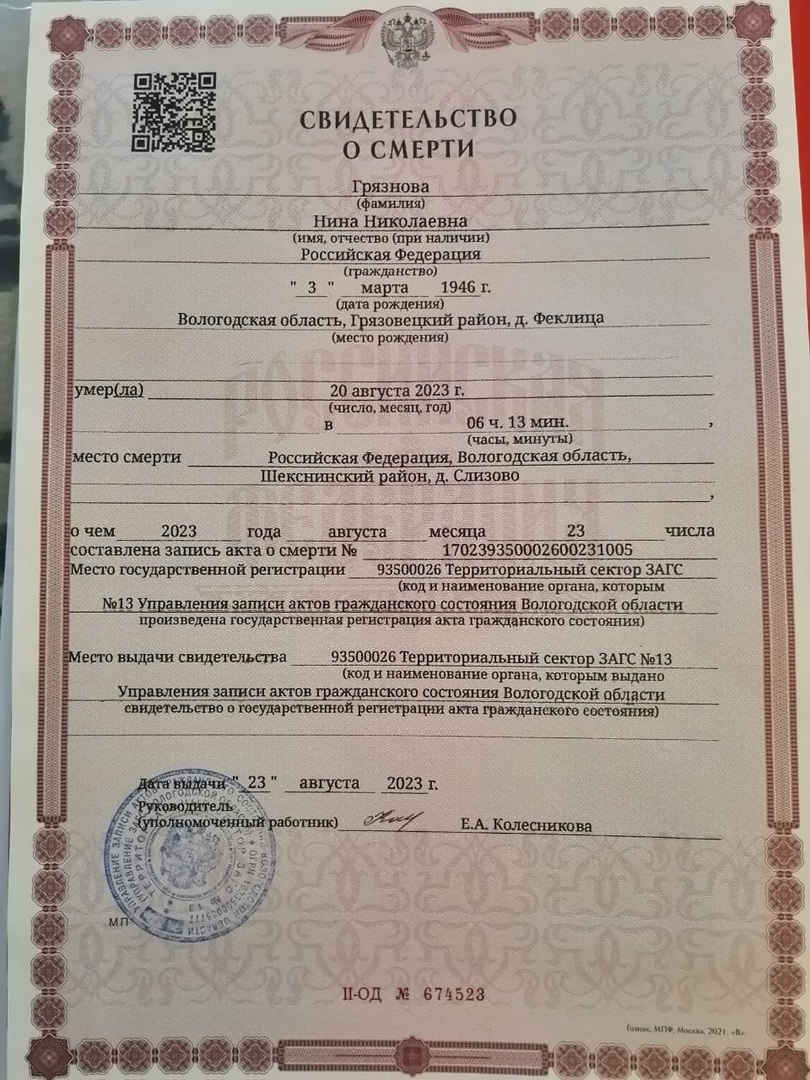 СВИДЕТЕЛЬСТВО
О СМЕРТИ
Грязнова
(фамилия)
Нина Николаевна
(имя, отчество (при наличии)
Российская Федерация
(гражданство)
" 3 " марта 1946 г.
(дата рождения)
Вологодская область, Грязовецкий район, д. Феклица
(место рождения)
умер(ла) 20 августа 2023 г.
(число, месяц, год)
в 06 ч. 13 мин. ,
(часы, минуты)
место смерти Российская Федерация, Вологодская область,
Шекснинский район, д. Слизово
,
о чем 2023 года августа месяца 23 числа
составлена запись акта о смерти № 170239350002600231005
Место государственной регистрации 93500026 Территориальный сектор ЗАГС
(код и наименование органа, которым
№13 Управления записи актов гражданского состояния Вологодской области
произведена государственная регистрация акта гражданского состояния)
Место выдачи свидетельства 93500026 Территориальный сектор ЗАГС №13
(код и наименование органа, которым выдано
Управления записи актов гражданского состояния Вологодской области
свидетельство о государственной регистрации акта гражданского состояния)
Дата выдачи " 23 " августа 2023 г.
Руководитель
(уполномоченный работник) Е.А. Колесникова
МП
II-ОД № 674523
Гознак, МПФ, Москва, 2021, «В».